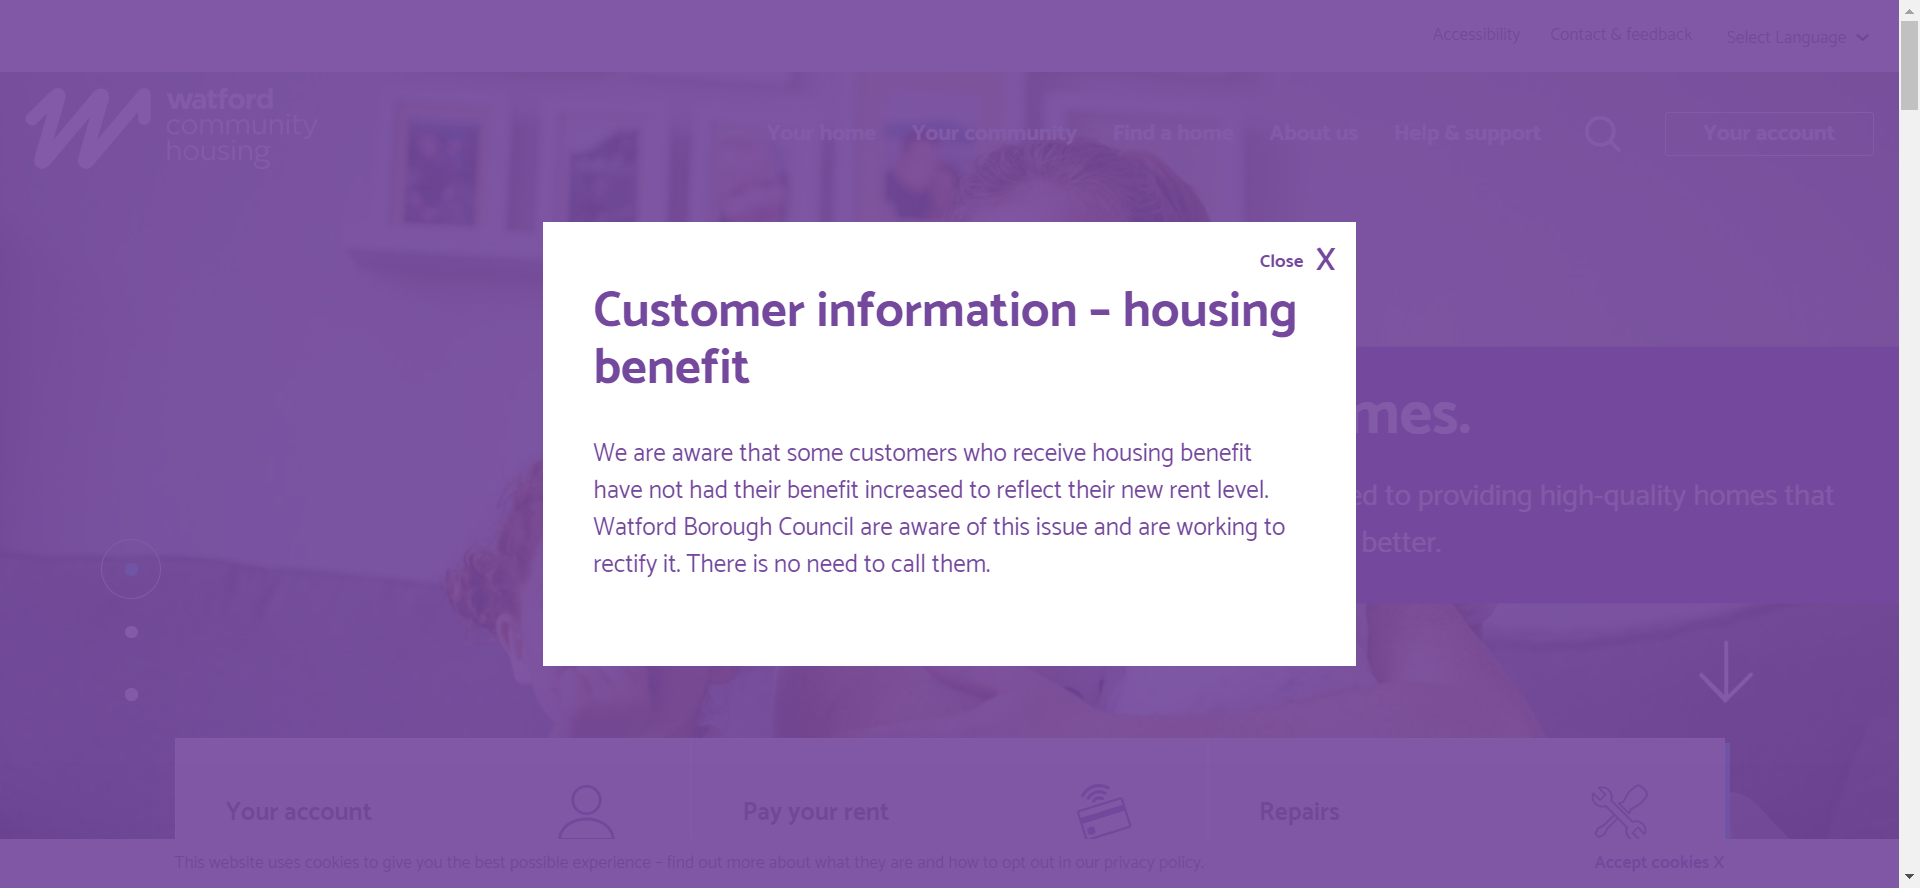 Accessibility
Contact & feedback
Select Language
watford
community
housing
Your home
Your community
Find a home
About us
Help & support
Your account
Close X
Customer information – housing
benefit
We are aware that some customers who receive housing benefit
have not had their benefit increased to reflect their new rent level.
Watford Borough Council are aware of this issue and are working to
rectify it. There is no need to call them.
to providing high-quality homes that
better.
Your account
Pay your rent
Repairs
This website uses cookies to give you the best possible experience – find out more about what they are and how to opt out in our privacy policy.
Accept cookies X